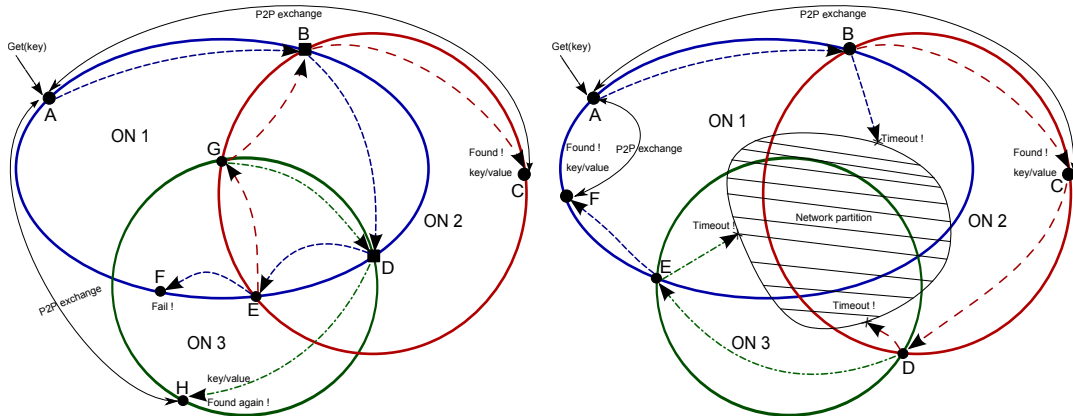 P2P exchange
B
Get(key)
A
ON 1
G
Found !
key/value
C
ON 2
D
F
Fail !
E
P2P exchange
ON 3
key/value
H
Found again !
P2P exchange
B
Get(key)
A
ON 1
Timeout !
P2P exchange
Found !
key/value
F
Found !
key/value
C
Network partition
ON 2
Timeout !
E
Timeout !
ON 3
D